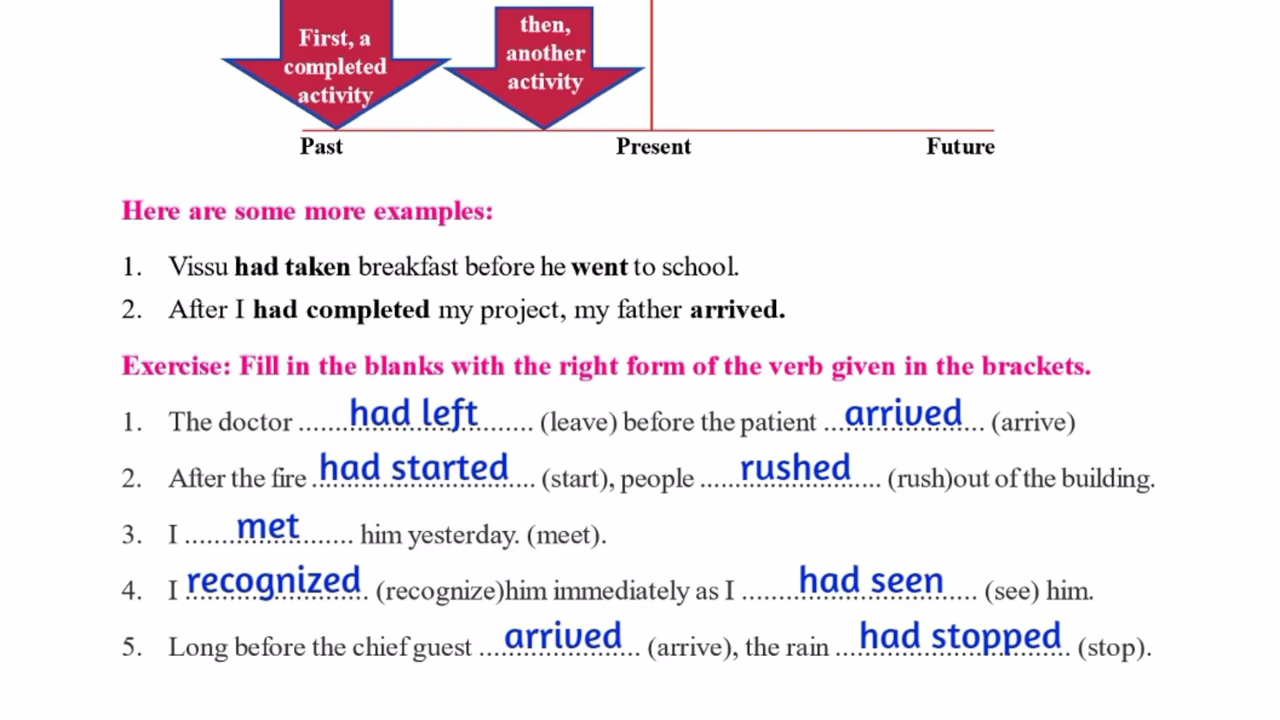 First, a
completed
activity
then,
another
activity
Past Present Future
Here are some more examples:
1. Vissu had taken breakfast before he went to school.
2. After I had completed my project, my father arrived.
Exercise: Fill in the blanks with the right form of the verb given in the brackets.
1. The doctor .......had left........ (leave) before the patient ...arrived... (arrive)
2. After the fire had started.... (start), people ......rushed.... (rush)out of the building.
3. I .......met........ him yesterday. (meet).
4. I recognized. (recognize)him immediately as I ........had seen..... (see) him.
5. Long before the chief guest ....arrived... (arrive), the rain ...had stopped. (stop).